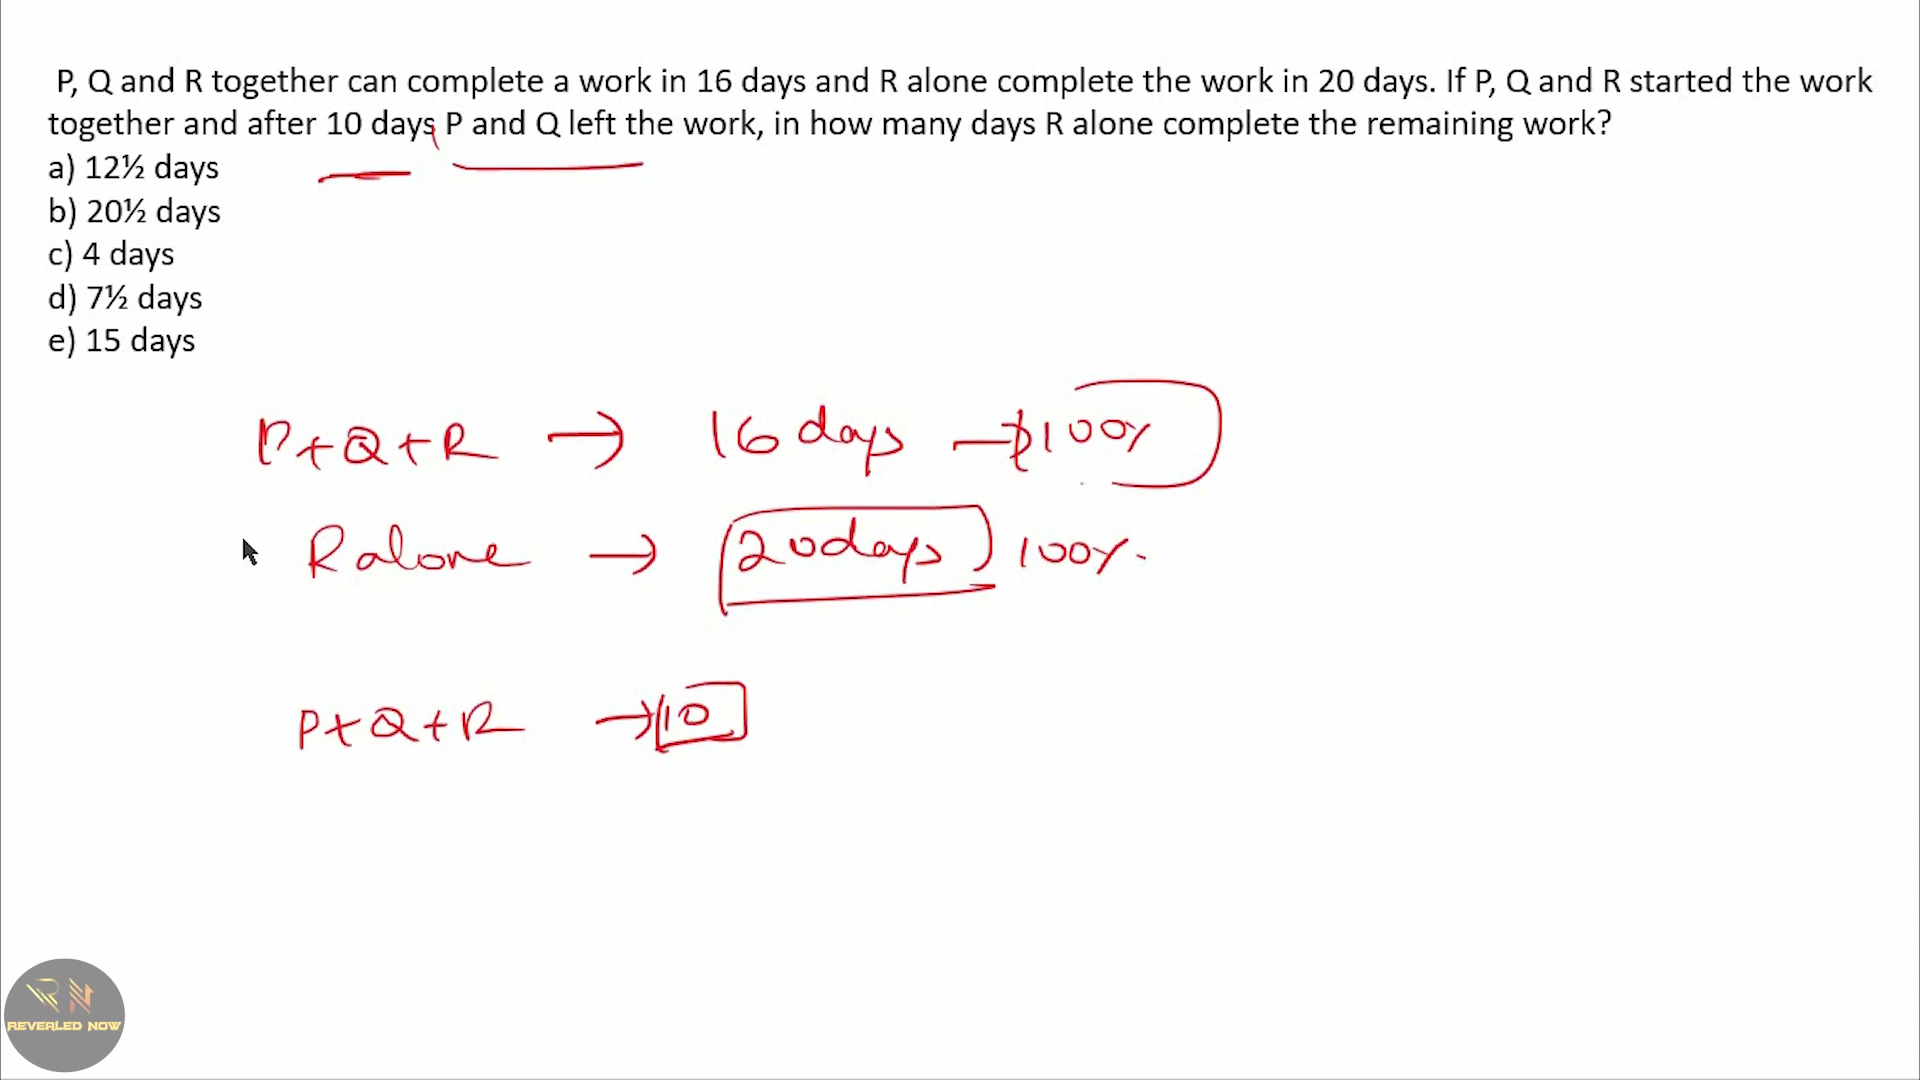 P, Q and R together can complete a work in 16 days and R alone complete the work in 20 days. If P, Q and R started the work
together and after 10 days P and Q left the work, in how many days R alone complete the remaining work?
a) 12½ days
b) 20½ days
c) 4 days
d) 7½ days
e) 15 days
P+Q+R → 16 days → 100%
R alone → 20days 100%
P+Q+R → 10
RN
REVERLED NOW